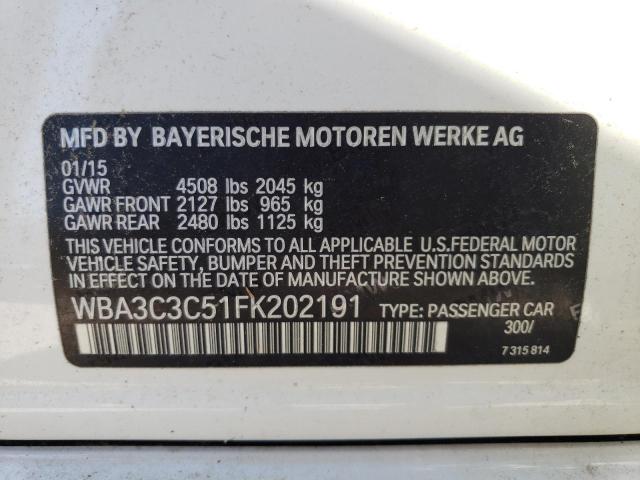 MFD BY BAYERISCHE MOTOREN WERKE AG
01/15
GVWR 4508 lbs 2045 kg
GAWR FRONT 2127 lbs 965 kg
GAWR REAR 2480 lbs 1125 kg
THIS VEHICLE CONFORMS TO ALL APPLICABLE U.S.FEDERAL MOTOR
VEHICLE SAFETY, BUMPER AND THEFT PREVENTION STANDARDS
IN EFFECT ON THE DATE OF MANUFACTURE SHOWN ABOVE.
WBA3C3C51FK202191 TYPE: PASSENGER CAR
300/
7 315 814